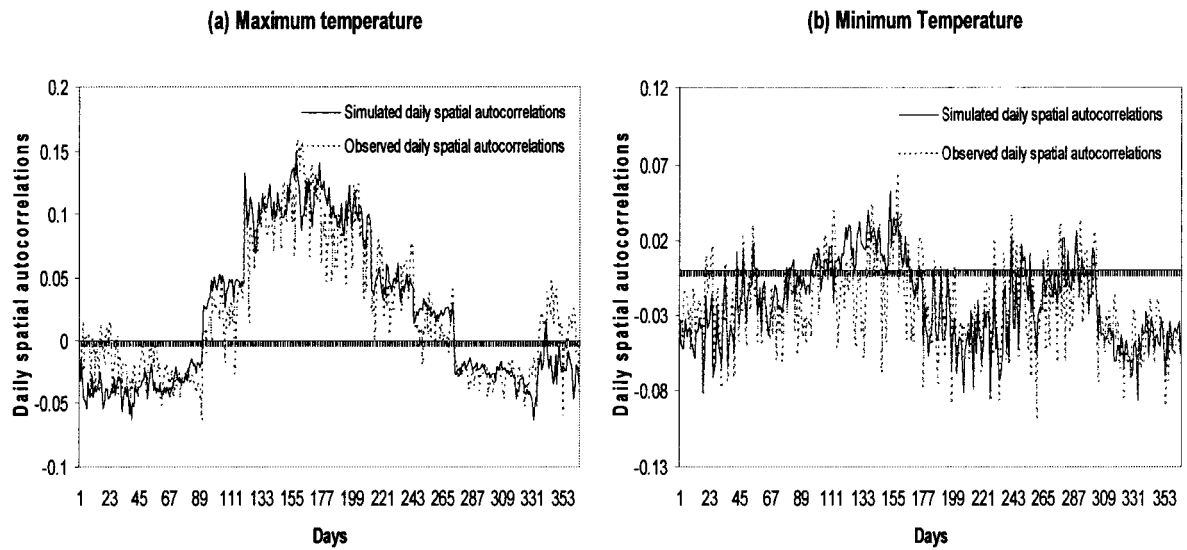 (a) Maximum temperature
Daily spatial autocorrelations
0.2
0.15
0.1
0.05
0
-0.05
-0.1
Simulated daily spatial autocorrelations
Observed daily spatial autocorrelations
1 23 45 67 89 111 133 155 177 199 221 243 265 287 309 331 353
Days
(b) Minimum Temperature
Daily spatial autocorrelations
0.12
0.07
0.02
-0.03
-0.08
-0.13
Simulated daily spatial autocorrelations
Observed daily spatial autocorrelations
1 23 45 67 89 111 133 155 177 199 221 243 265 287 309 331 353
Days